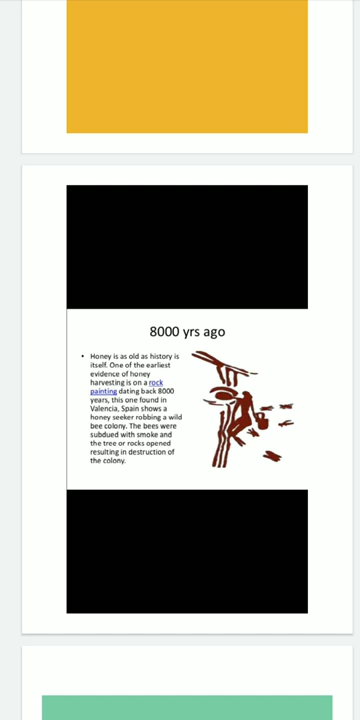 8000 yrs ago
• Honey is as old as history is
itself. One of the earliest
evidence of honey
harvesting is on a rock
painting dating back 8000
years, this one found in
Valencia, Spain shows a
honey seeker robbing a wild
bee colony. The bees were
subdued with smoke and
the tree or rocks opened
resulting in destruction of
the colony.